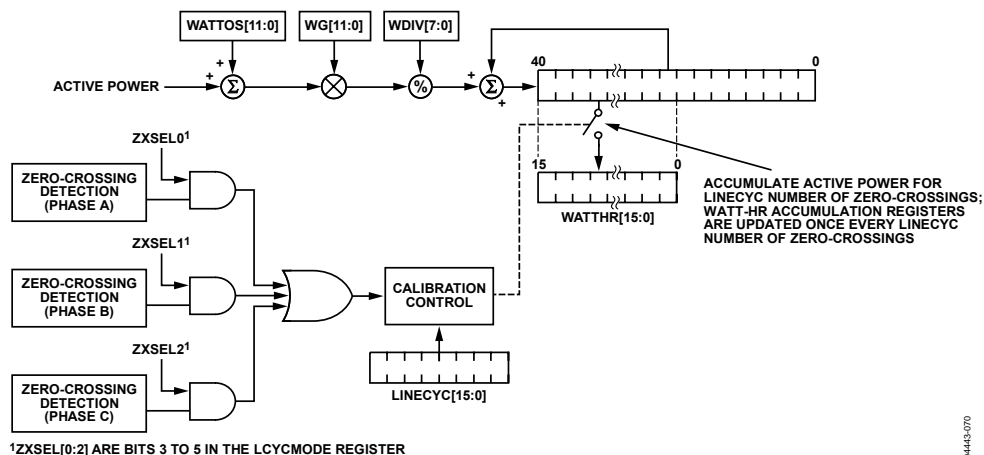 WATTOS[11:0]
WG[11:0]
WDIV[7:0]
ACTIVE POWER
+
+
Σ
%
+
Σ
+
40
0
15
0
WATTHR[15:0]
ACCUMULATE ACTIVE POWER FOR
LINECYC NUMBER OF ZERO-CROSSINGS;
WATT-HR ACCUMULATION REGISTERS
ARE UPDATED ONCE EVERY LINECYC
NUMBER OF ZERO-CROSSINGS
ZXSEL0¹
ZERO-CROSSING
DETECTION
(PHASE A)
ZXSEL1¹
ZERO-CROSSING
DETECTION
(PHASE B)
CALIBRATION
CONTROL
ZXSEL2¹
ZERO-CROSSING
DETECTION
(PHASE C)
LINECYC[15:0]
¹ZXSEL[0:2] ARE BITS 3 TO 5 IN THE LCYCMODE REGISTER
04443-070